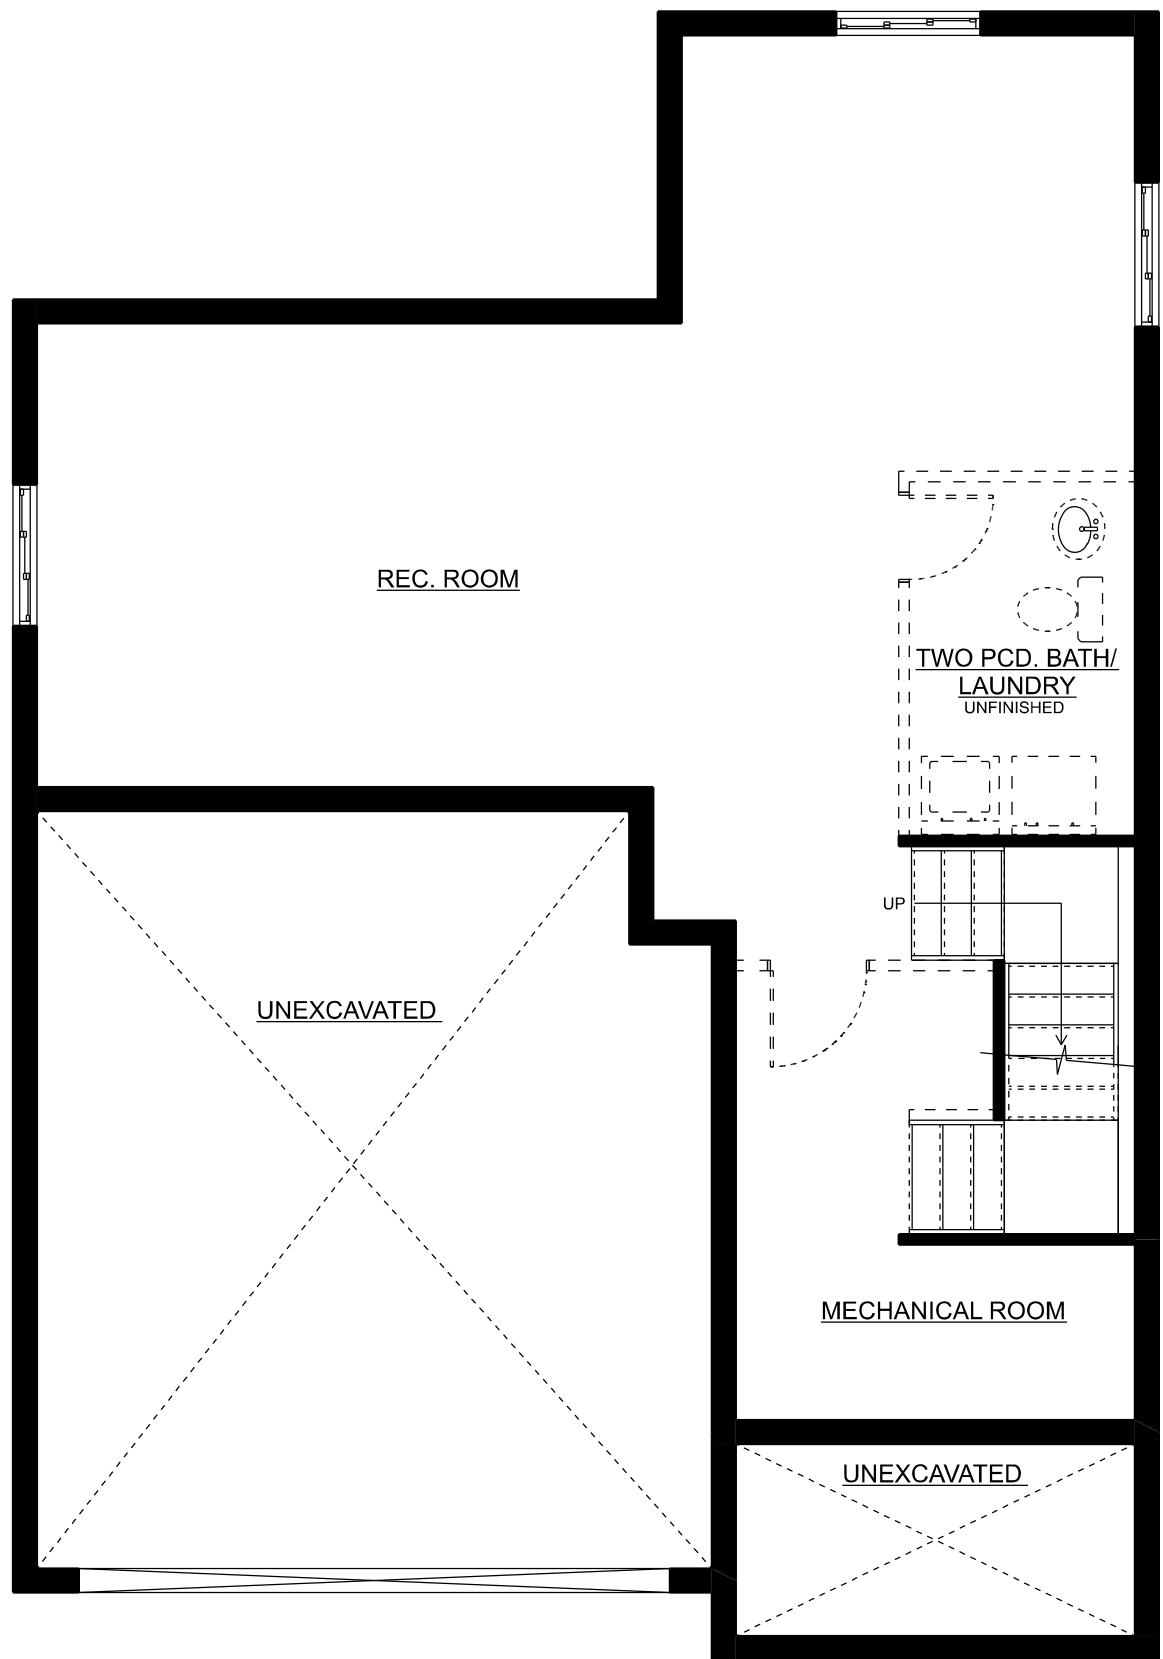 REC. ROOM
TWO PCD. BATH/
LAUNDRY
UNFINISHED
UP
UNEXCAVATED
MECHANICAL ROOM
UNEXCAVATED